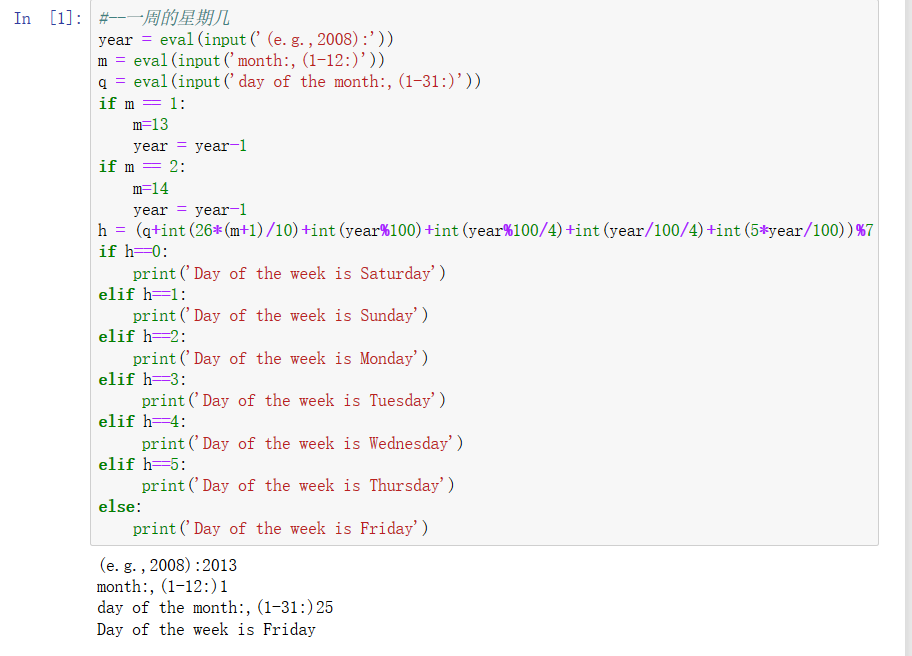 In [1]:
#--一周的星期几
year = eval(input('(e.g.,2008):'))
m = eval(input('month:,(1-12:)'))
q = eval(input('day of the month:,(1-31:)'))
if m == 1:
    m=13
    year = year-1
if m == 2:
    m=14
    year = year-1
h = (q+int(26*(m+1)/10)+int(year%100)+int(year%100/4)+int(year/100/4)+int(5*year/100))%7
if h==0:
    print('Day of the week is Saturday')
elif h==1:
    print('Day of the week is Sunday')
elif h==2:
    print('Day of the week is Monday')
elif h==3:
     print('Day of the week is Tuesday')
elif h==4:
     print('Day of the week is Wednesday')
elif h==5:
     print('Day of the week is Thursday')
else:
    print('Day of the week is Friday')
(e.g.,2008):2013
month:,(1-12:)1
day of the month:,(1-31:)25
Day of the week is Friday